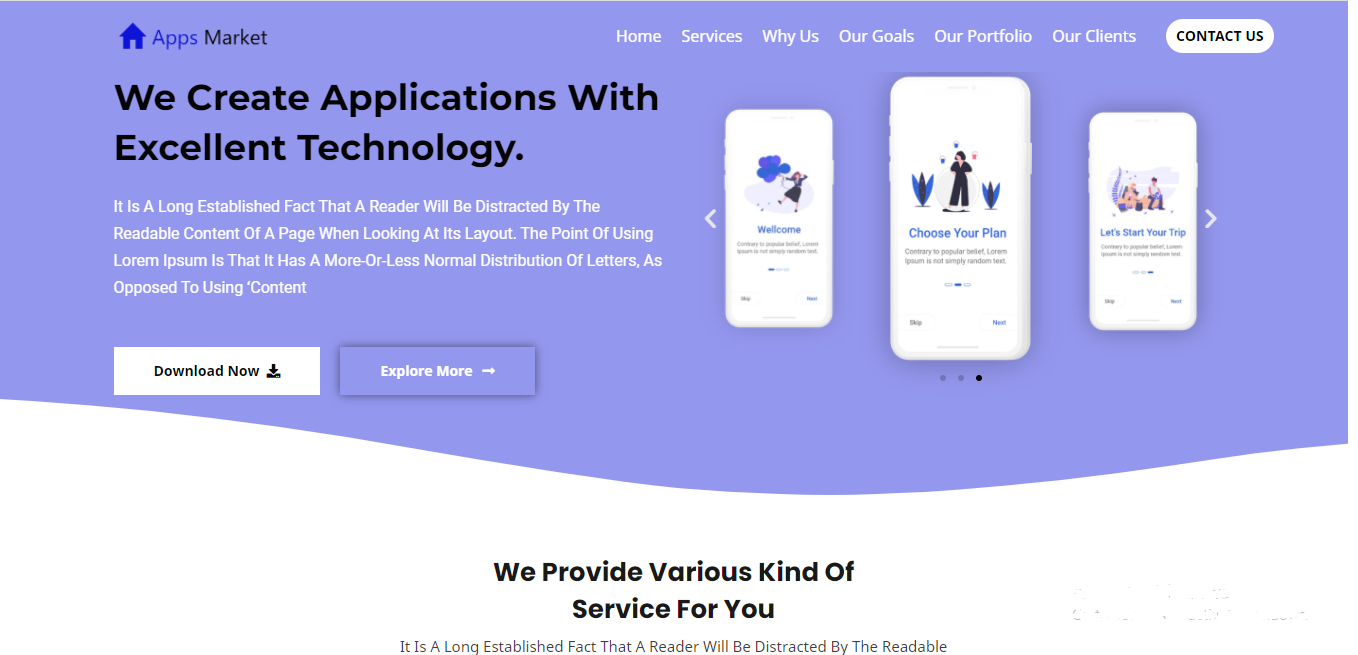 Apps Market
Home Services Why Us Our Goals Our Portfolio Our Clients CONTACT US
We Create Applications With
Excellent Technology.
It Is A Long Established Fact That A Reader Will Be Distracted By The
Readable Content Of A Page When Looking At Its Layout. The Point Of Using
Lorem Ipsum Is That It Has A More-Or-Less Normal Distribution Of Letters, As
Opposed To Using ‘Content
Download Now
Explore More
Wellcome
Contrary to popular belief, Lorem
Ipsum is not simply random text.
Skip Next
Choose Your Plan
Contrary to popular belief, Lorem
Ipsum is not simply random text.
Skip Next
Let's Start Your Trip
Contrary to popular belief, Lorem
Ipsum is not simply random text.
Skip Next
We Provide Various Kind Of
Service For You
It Is A Long Established Fact That A Reader Will Be Distracted By The Readable